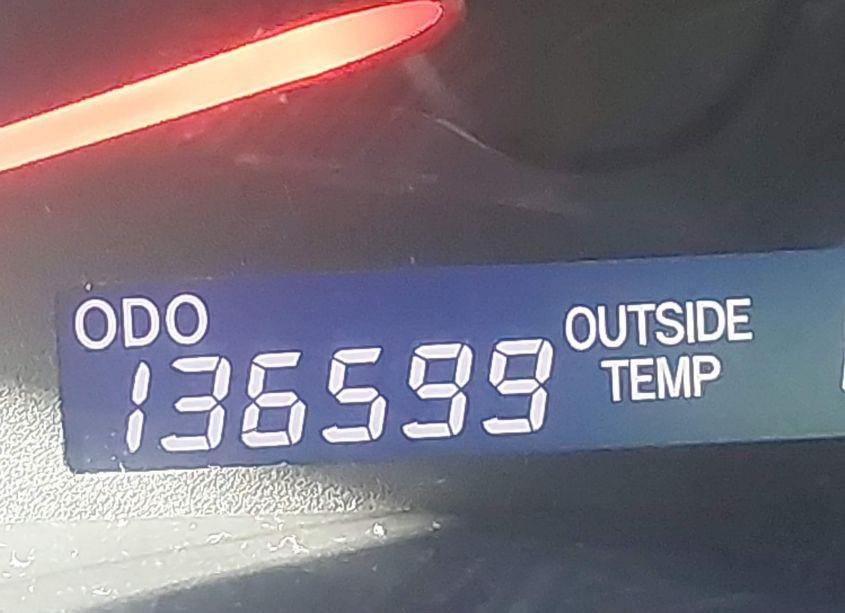 ODO
136599
OUTSIDE
TEMP